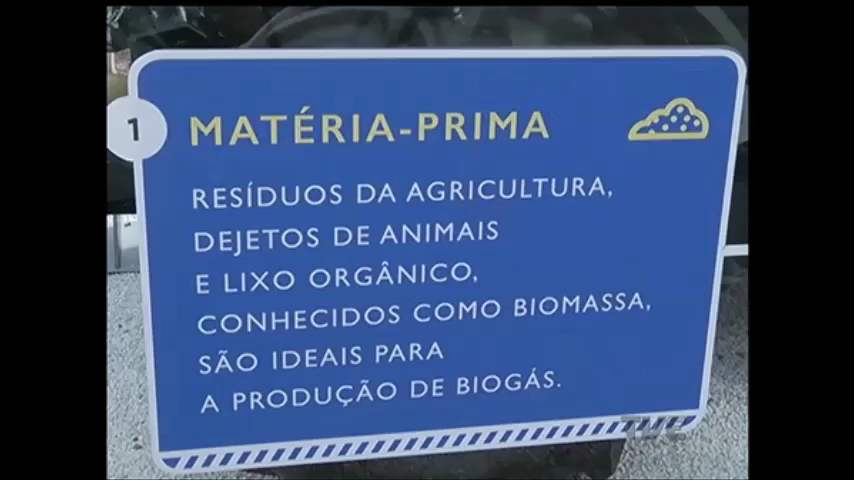 1
MATÉRIA-PRIMA
RESÍDUOS DA AGRICULTURA,
DEJETOS DE ANIMAIS
E LIXO ORGÂNICO,
CONHECIDOS COMO BIOMASSA,
SÃO IDEAIS PARA
A PRODUÇÃO DE BIOGÁS.
TVE